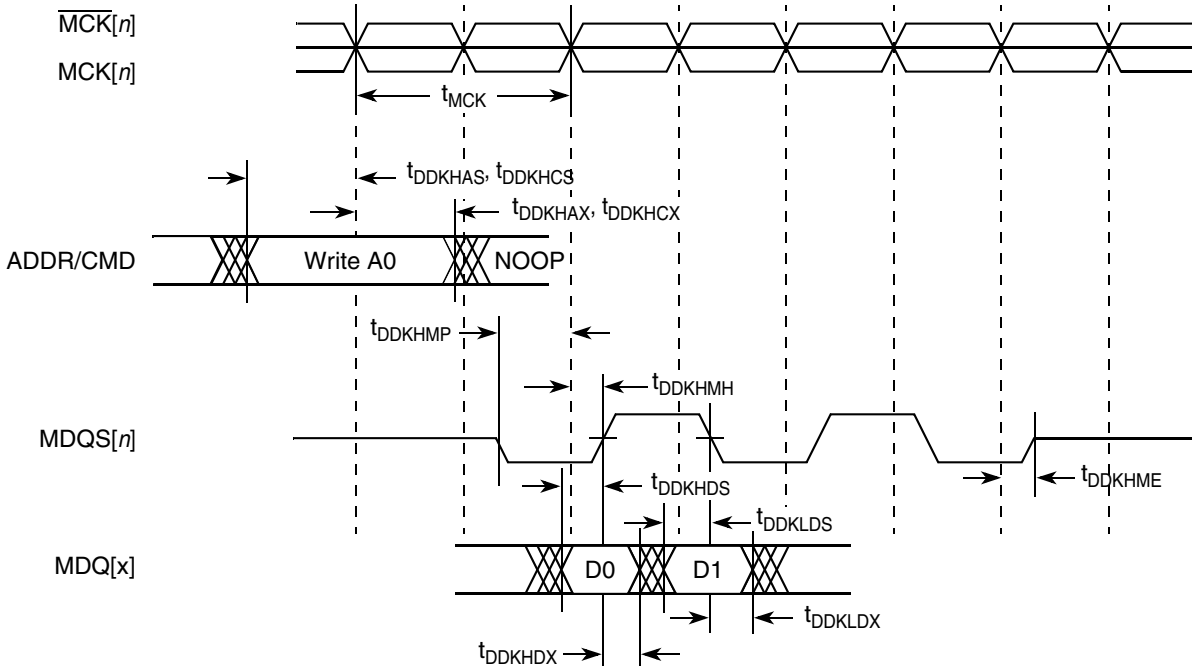 MCK[n]
MCK[n]
tMCK
tDDKHAS, tDDKHCS
tDDKHAX, tDDKHCX
ADDR/CMD
Write A0
NOOP
tDDKHMP
tDDKHMH
MDQS[n]
tDDKHDS
tDDKHME
tDDKLDS
MDQ[x]
D0
D1
tDDKLDX
tDDKHDX